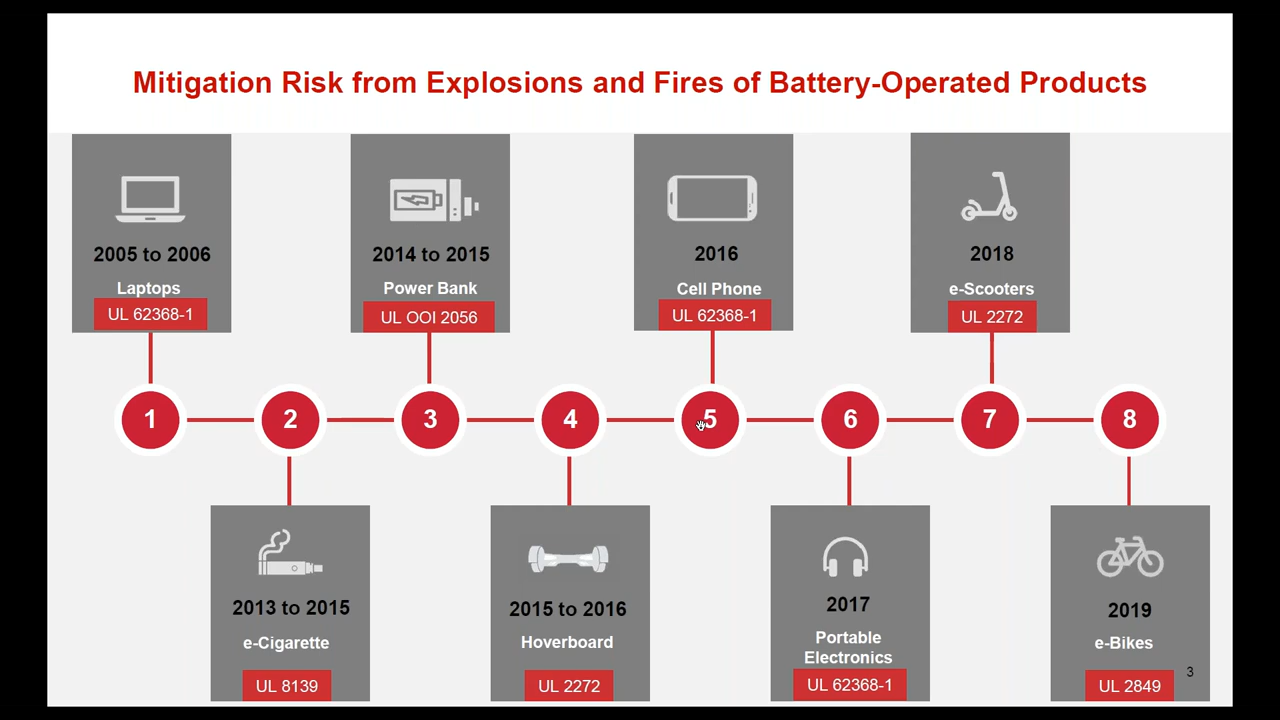 Mitigation Risk from Explosions and Fires of Battery-Operated Products
2005 to 2006
Laptops
UL 62368-1
2014 to 2015
Power Bank
UL OOI 2056
2016
Cell Phone
UL 62368-1
2018
e-Scooters
UL 2272
1
2
3
4
5
6
7
8
2013 to 2015
e-Cigarette
UL 8139
2015 to 2016
Hoverboard
UL 2272
2017
Portable
Electronics
UL 62368-1
2019
e-Bikes
UL 2849
3